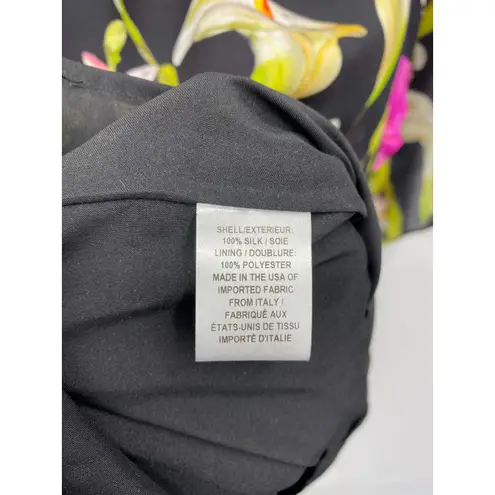 SHELL/EXTERIEUR:
100% SILK / SOIE
LINING / DOUBLURE:
100% POLYESTER
MADE IN THE USA OF
IMPORTED FABRIC
FROM ITALY /
FABRIQUÉ AUX
ÉTATS-UNIS DE TISSU
IMPORTÉ D'ITALIE